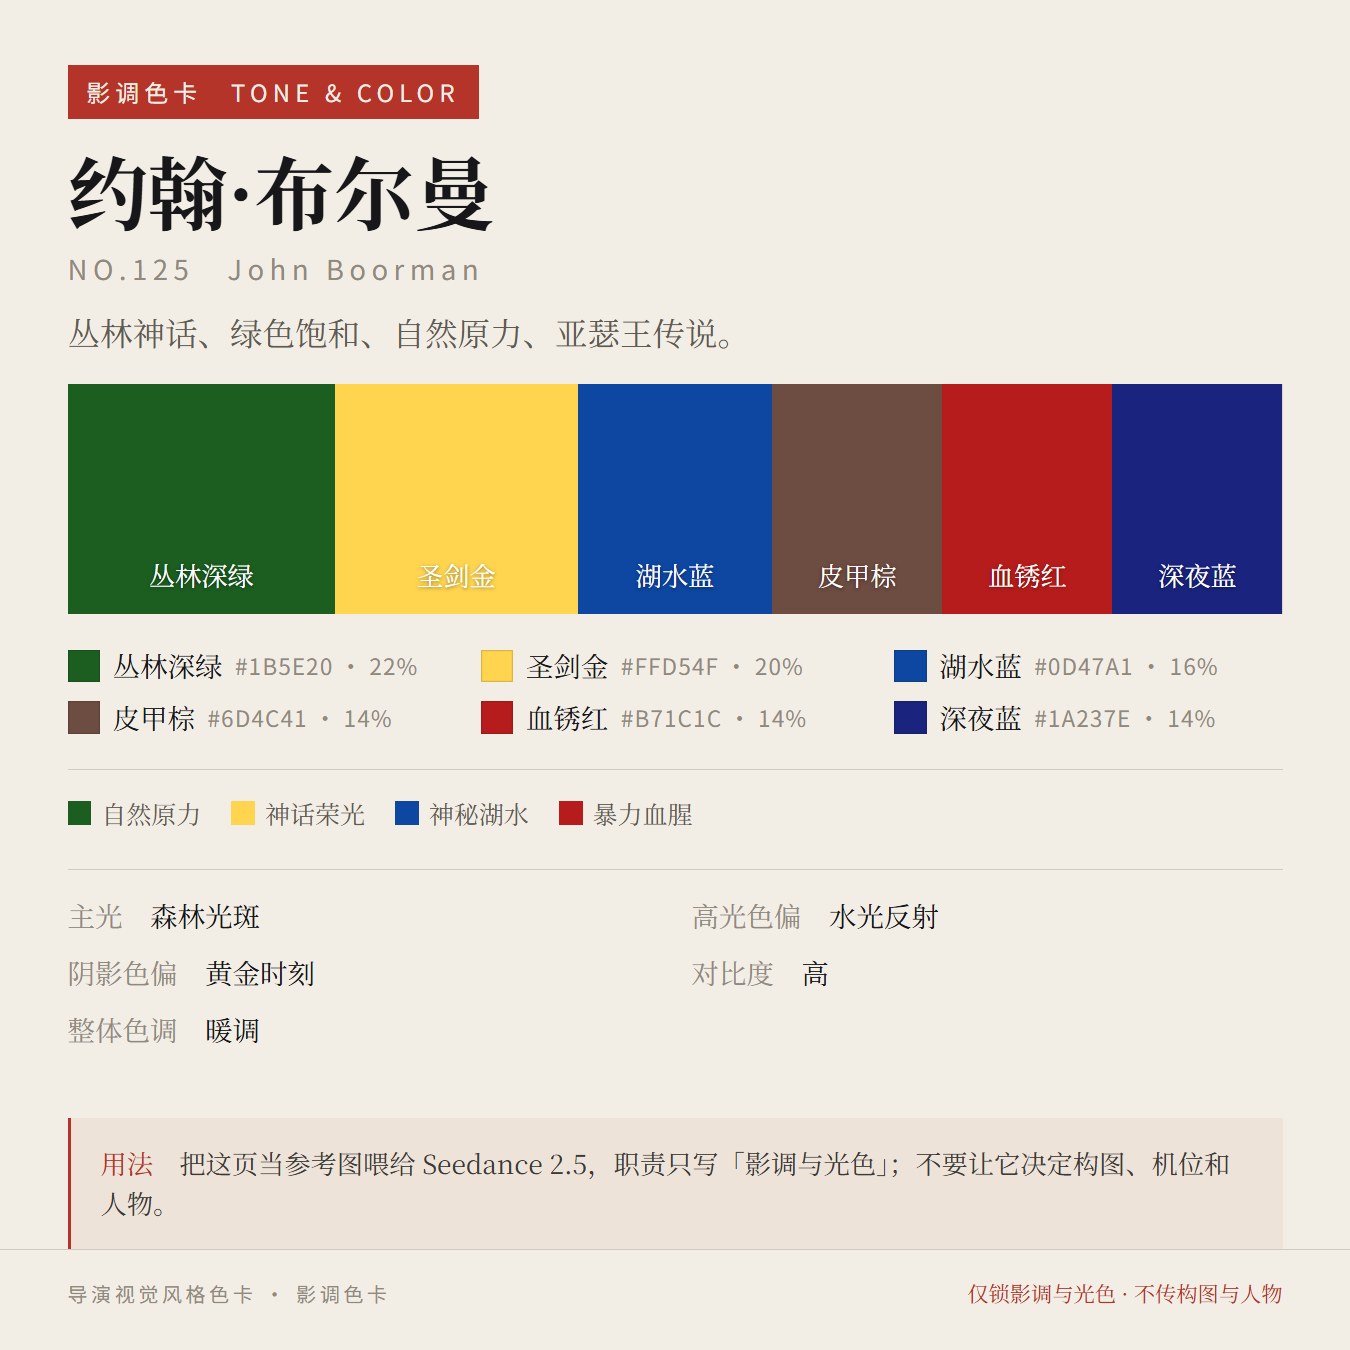 影调色卡 TONE & COLOR
约翰·布尔曼
NO.125 John Boorman
丛林神话、绿色饱和、自然原力、亚瑟王传说。
丛林深绿 圣剑金 湖水蓝 皮甲棕 血锈红 深夜蓝
丛林深绿 #1B5E20 · 22% 圣剑金 #FFD54F · 20% 湖水蓝 #0D47A1 · 16%
皮甲棕 #6D4C41 · 14% 血锈红 #B71C1C · 14% 深夜蓝 #1A237E · 14%
自然原力 神话荣光 神秘湖水 暴力血腥
主光 森林光斑 高光色偏 水光反射
阴影色偏 黄金时刻 对比度 高
整体色调 暖调
用法 把这页当参考图喂给 Seedance 2.5，职责只写「影调与光色」；不要让它决定构图、机位和
人物。
导演视觉风格色卡 · 影调色卡 仅锁影调与光色 · 不传构图与人物